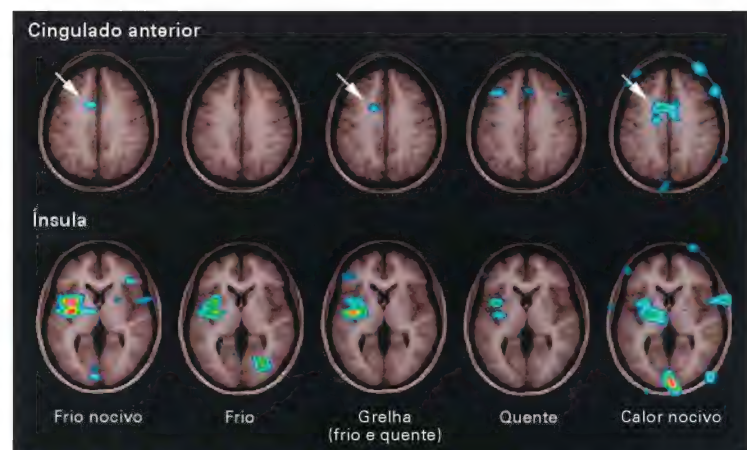 Cingulado anterior
Ínsula
Frio nocivo
Frio
Grelha
(frio e quente)
Quente
Calor nocivo